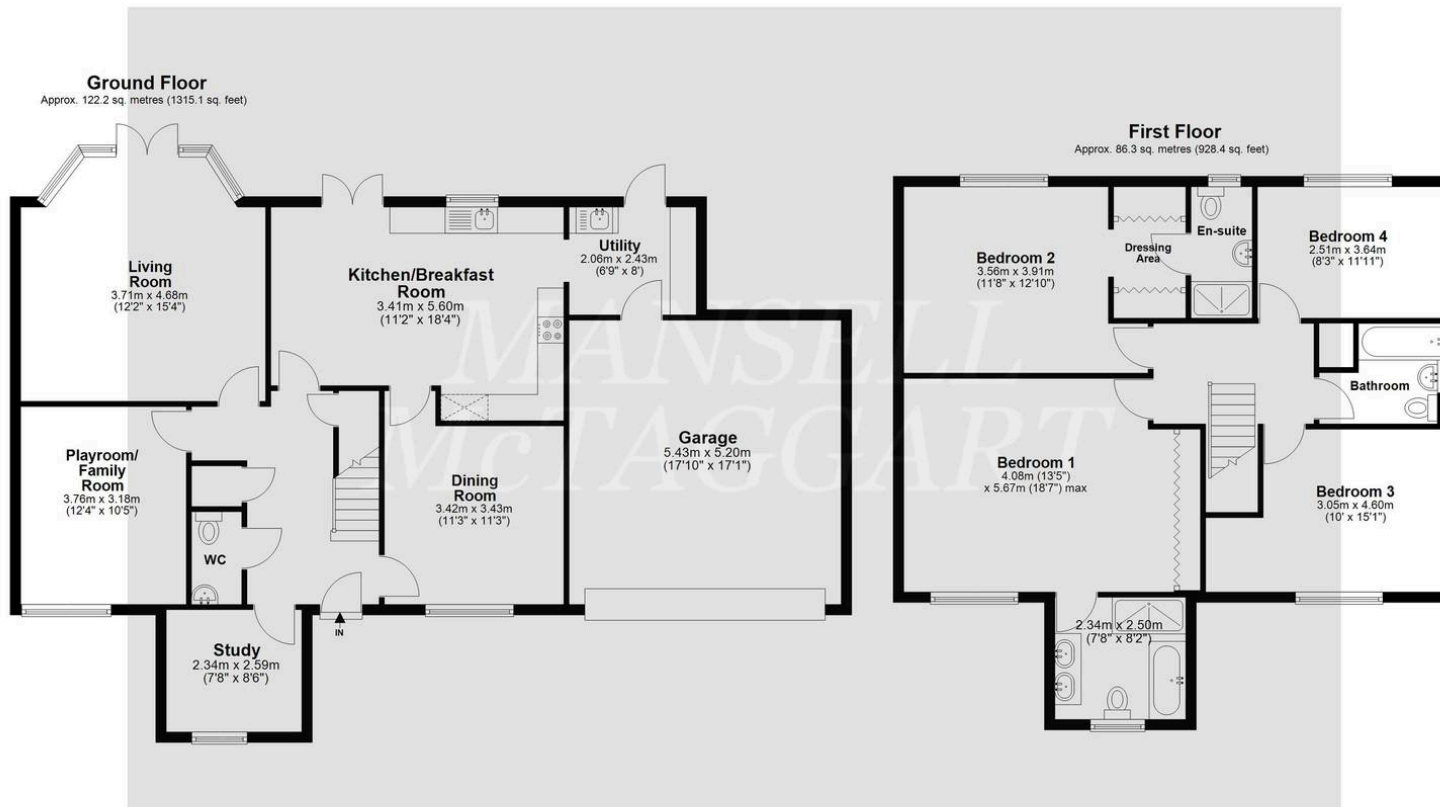 Ground Floor
Approx. 122.2 sq. metres (1315.1 sq. feet)
Living
Room
3.71m x 4.68m
(12'2" x 15'4")
Kitchen/Breakfast
Room
3.41m x 5.60m
(11'2" x 18'4")
Utility
2.06m x 2.43m
(6'9" x 8')
Playroom/
Family
Room
3.76m x 3.18m
(12'4" x 10'5")
WC
Dining
Room
3.42m x 3.43m
(11'3" x 11'3")
Garage
5.43m x 5.20m
(17'10" x 17'1")
Study
2.34m x 2.59m
(7'8" x 8'6")
IN
First Floor
Approx. 86.3 sq. metres (928.4 sq. feet)
Bedroom 2
3.56m x 3.91m
(11'8" x 12'10")
Dressing
Area
En-suite
Bedroom 4
2.51m x 3.64m
(8'3" x 11'11")
Bathroom
Bedroom 1
4.08m (13'5")
x 5.67m (18'7") max
Bedroom 3
3.05m x 4.60m
(10' x 15'1")
2.34m x 2.50m
(7'8" x 8'2")
MANSELL
McTAGGART